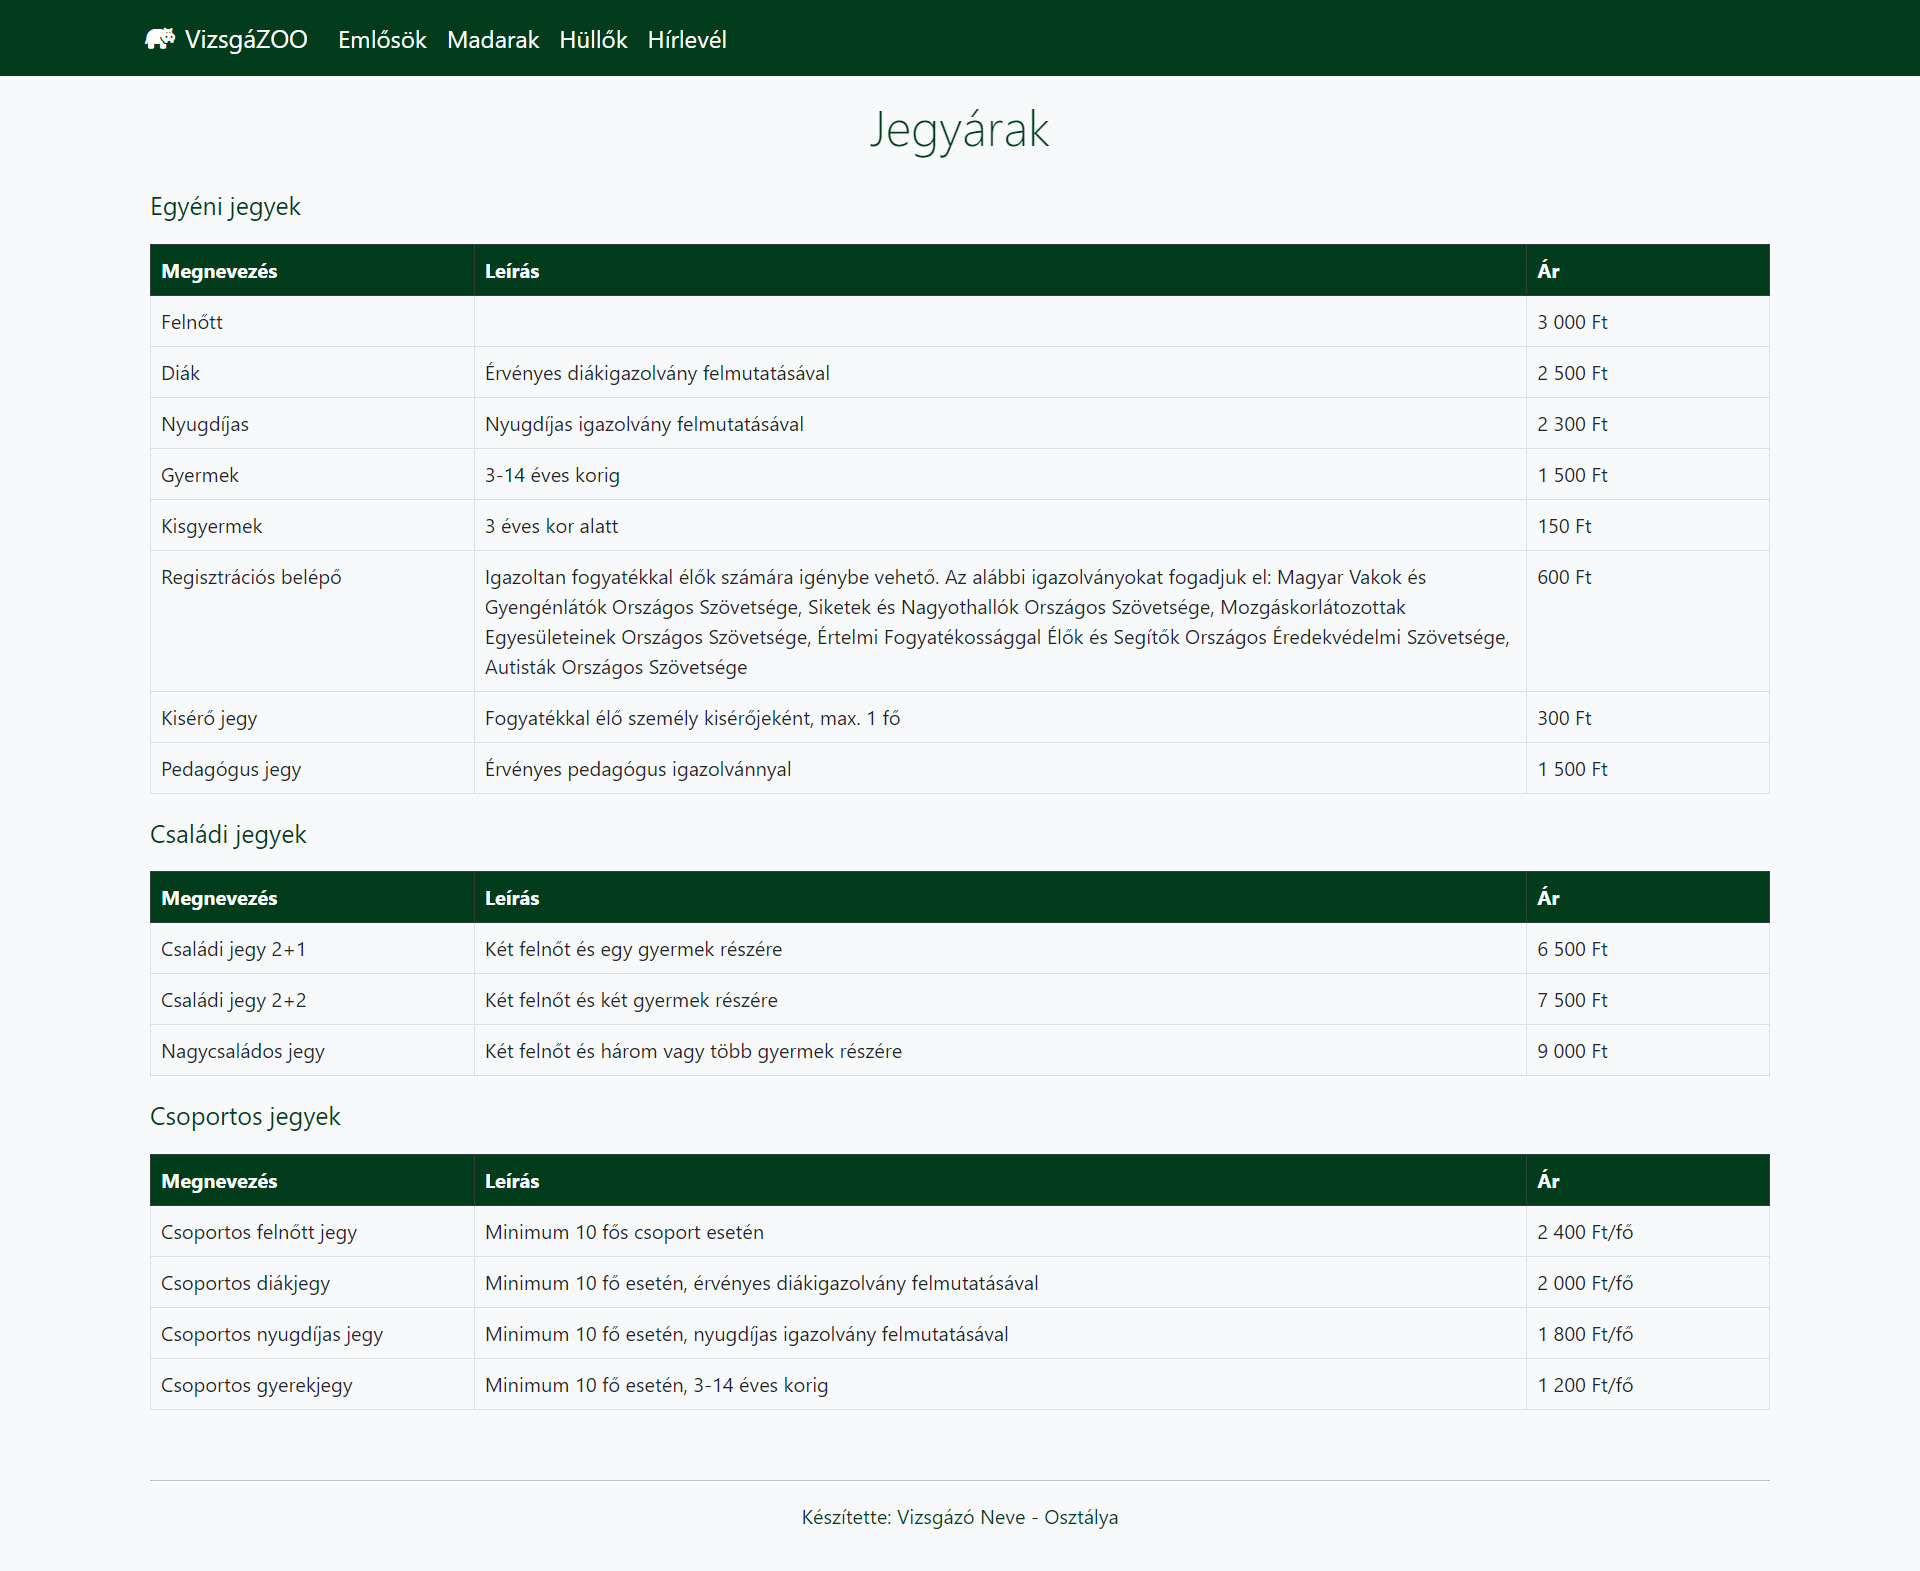 VizsgáZOO Emlősök Madarak Hüllők Hírlevél
Jegyárak
Egyéni jegyek
Megnevezés Leírás Ár
Felnőtt 3 000 Ft
Diák Érvényes diákigazolvány felmutatásával 2 500 Ft
Nyugdíjas Nyugdíjas igazolvány felmutatásával 2 300 Ft
Gyermek 3-14 éves korig 1 500 Ft
Kisgyermek 3 éves kor alatt 150 Ft
Regisztrációs belépő Igazoltan fogyatékkal élők számára igénybe vehető. Az alábbi igazolványokat fogadjuk el: Magyar Vakok és 600 Ft
Gyengénlátók Országos Szövetsége, Siketek és Nagyothallók Országos Szövetsége, Mozgáskorlátozottak
Egyesületeinek Országos Szövetsége, Értelmi Fogyatékossággal Élők és Segítők Országos Éredekvédelmi Szövetsége,
Autisták Országos Szövetsége
Kisérő jegy Fogyatékkal élő személy kisérőjeként, max. 1 fő 300 Ft
Pedagógus jegy Érvényes pedagógus igazolvánnyal 1 500 Ft
Családi jegyek
Megnevezés Leírás Ár
Családi jegy 2+1 Két felnőt és egy gyermek részére 6 500 Ft
Családi jegy 2+2 Két felnőt és két gyermek részére 7 500 Ft
Nagycsaládos jegy Két felnőt és három vagy több gyermek részére 9 000 Ft
Csoportos jegyek
Megnevezés Leírás Ár
Csoportos felnőtt jegy Minimum 10 fős csoport esetén 2 400 Ft/fő
Csoportos diákjegy Minimum 10 fő esetén, érvényes diákigazolvány felmutatásával 2 000 Ft/fő
Csoportos nyugdíjas jegy Minimum 10 fő esetén, nyugdíjas igazolvány felmutatásával 1 800 Ft/fő
Csoportos gyerekjegy Minimum 10 fő esetén, 3-14 éves korig 1 200 Ft/fő
Készítette: Vizsgázó Neve - Osztálya